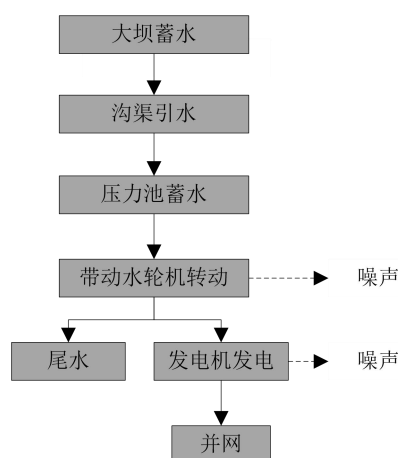 大坝蓄水
沟渠引水
压力池蓄水
带动水轮机转动
噪声
尾水
发电机发电
噪声
并网